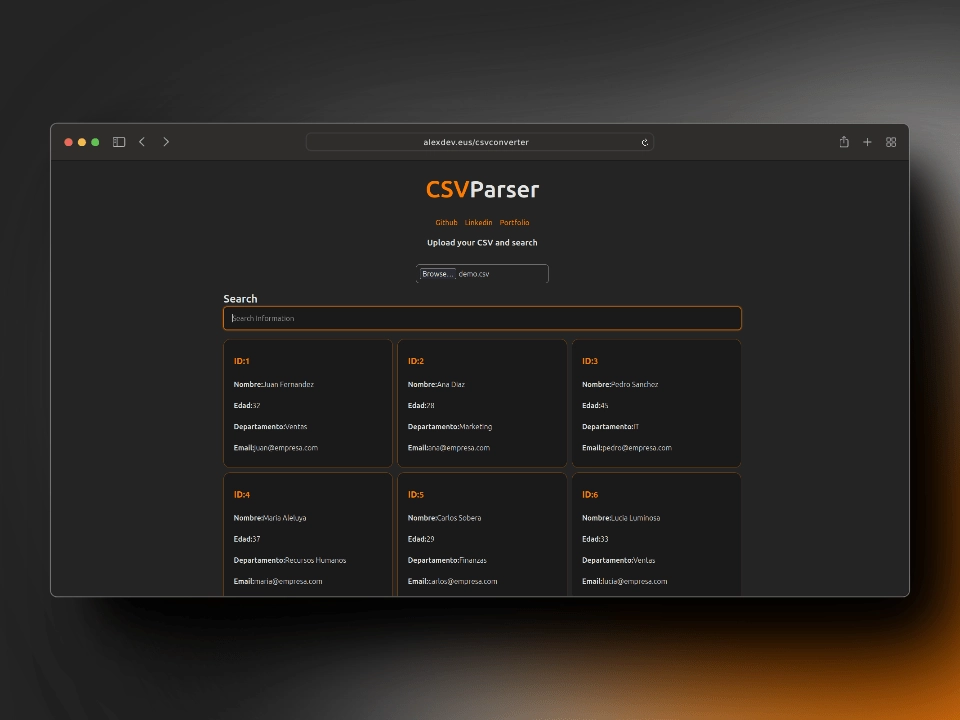 alexdev.eus/csvconverter
CSVParser
Github Linkedin Portfolio
Upload your CSV and search
Browse... demo.csv
Search
Search Information
ID:1 ID:2 ID:3
Nombre:Juan Fernandez Nombre:Ana Diaz Nombre:Pedro Sanchez
Edad:32 Edad:28 Edad:45
Departamento:Ventas Departamento:Marketing Departamento:IT
Email:juan@empresa.com Email:ana@empresa.com Email:pedro@empresa.com
ID:4 ID:5 ID:6
Nombre:Maria Aleluya Nombre:Carlos Sobera Nombre:Lucia Luminosa
Edad:37 Edad:29 Edad:33
Departamento:Recursos Humanos Departamento:Finanzas Departamento:Ventas
Email:maria@empresa.com Email:carlos@empresa.com Email:lucia@empresa.com